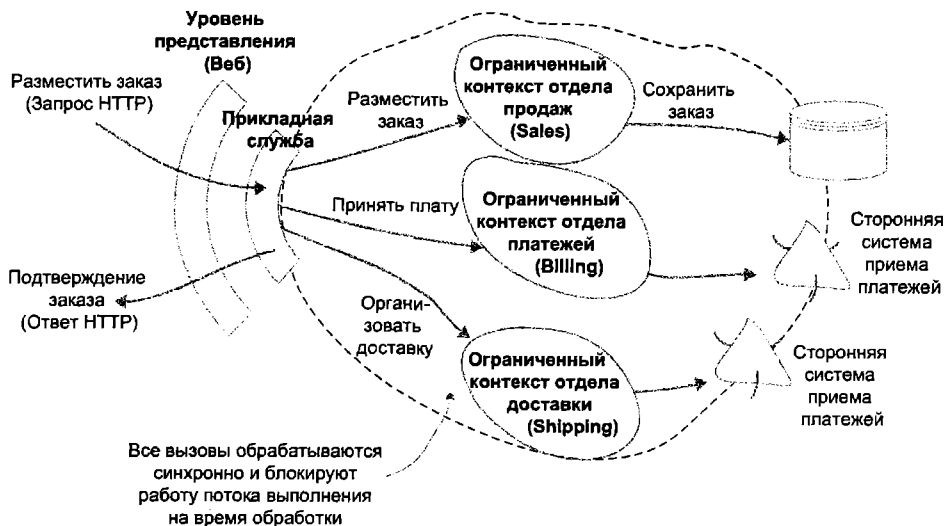 Уровень
представления
(Веб)
Разместить заказ
(Запрос HTTP)
Прикладная
служба
Подтверждение
заказа
(Ответ HTTP)
Разместить
заказ
Ограниченный
контекст отдела
продаж
(Sales)
Сохранить
заказ
Принять плату
Ограниченный
контекст отдела
платежей
(Billing)
Сторонняя
система
приема
платежей
Органи-
зовать
доставку
Ограниченный
контекст отдела
доставки
(Shipping)
Сторонняя
система
приема
платежей
Все вызовы обрабатываются
синхронно и блокируют
работу потока выполнения
на время обработки